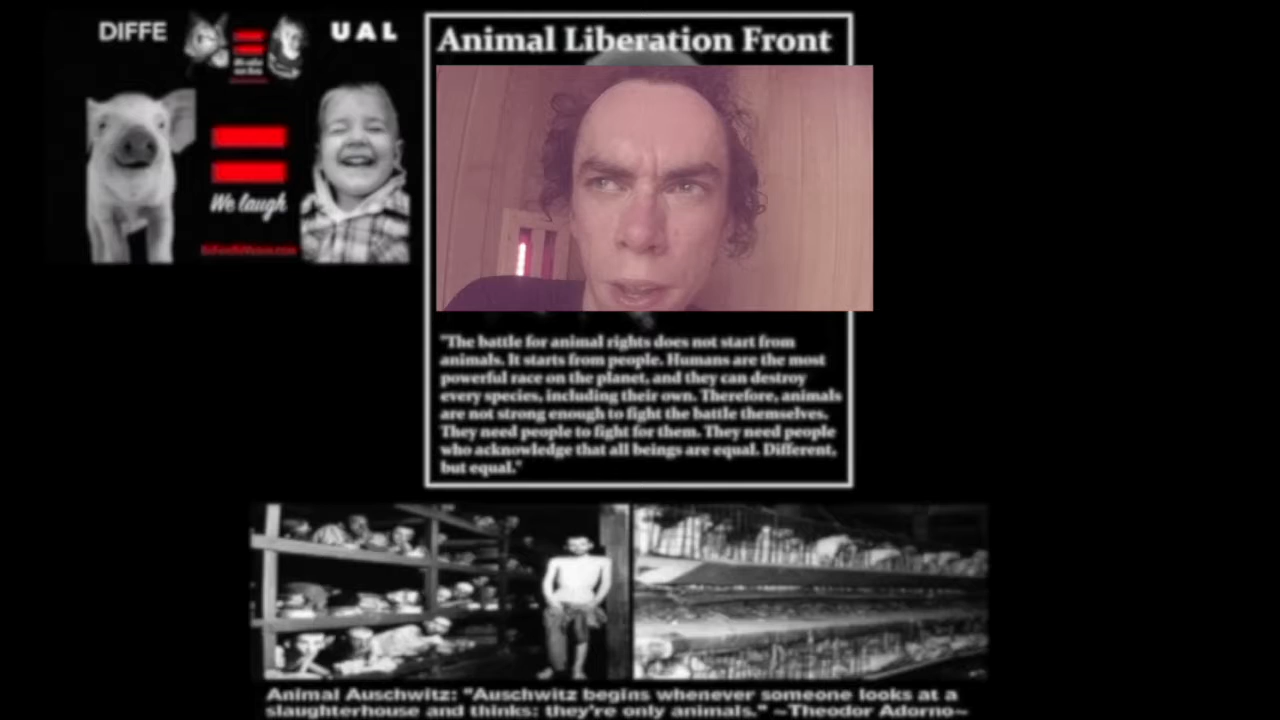 DIFFE UAL
We laugh
Animal Liberation Front
"The battle for animal rights does not start from
animals. It starts from people. Humans are the most
powerful race on the planet, and they can destroy
every species, including their own. Therefore, animals
are not strong enough to fight the battle themselves.
They need people to fight for them. They need people
who acknowledge that all beings are equal. Different,
but equal."
Animal Auschwitz: "Auschwitz begins whenever someone looks at a
slaughterhouse and thinks: they're only animals." ~Theodor Adorno~